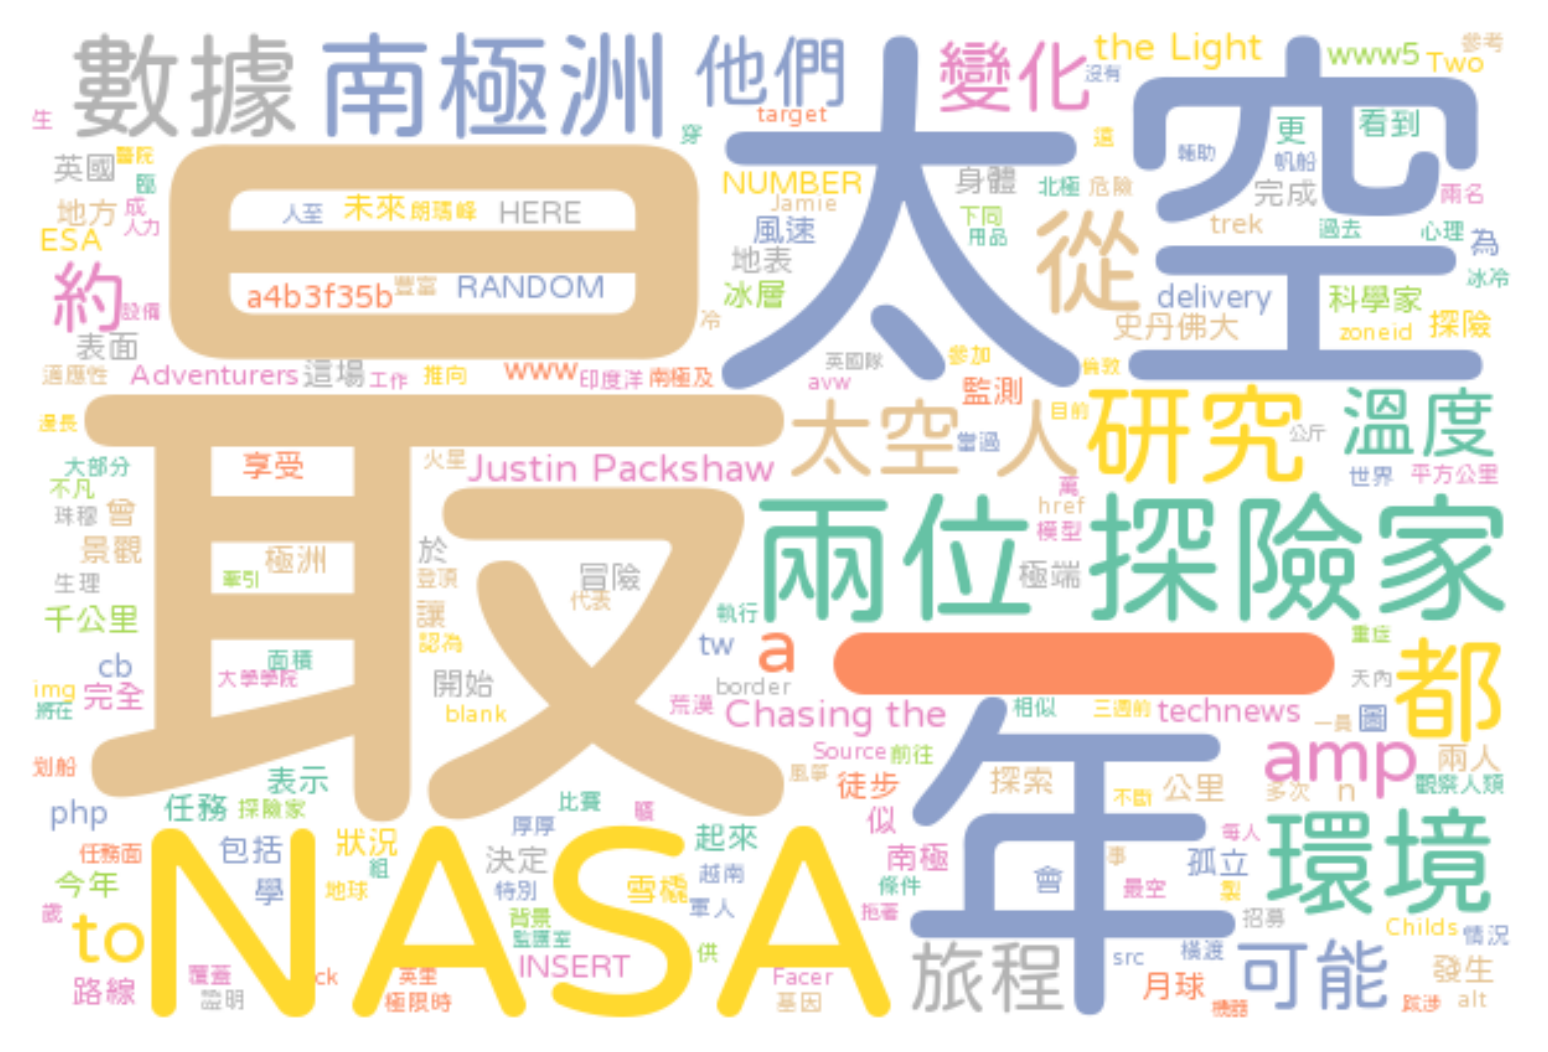 數據 南極洲 他們 太空 變化 the Light www5 參考
生 target 沒有 Two
英國 醫院 最 穿 這 更 看到
臨 NUMBER 身體 北極 危險 輔助 帆船 完成 兩名
地方 成 人至 未來 朗瑪峰 HERE Jamie 下同 從 trek 過去 心理 為
ESA 人力 風速 用品
約 地表 冰冷
設備 a4b3f35b 豐富 RANDOM 冰層 delivery 科學家
表面 冷 史丹佛大 zoneid 探險
適應性 Adventurers 這場 工作 推向 www 印度洋 南極及 英國隊 參加 倫敦
avw 監測
漫長 太空 當過 人 目前 研究 公斤 溫度
大部分 享受 火星 Justin Packshaw 世界 平方公里
不凡 萬
珠穆 曾 href
景觀 極洲 於 冒險 兩位 模型 探險家
生理 牽引 登頂 極端
千公里 讓 代表 執行
認為 tw a 一 重症
cb 面積 開始 border 天內 都
img 完全 大學學院 荒漠
將在 blank Chasing the 相似 三週前 technews 一員 圖
划船 表示 Source 前往 年 amp 兩人
風箏 徒步 探索 公里 多次 n 觀察人類
php 任務 探險家 比賽 不斷
厚厚 似 每人 環境
任務面 包括 狀況 NASA 決定 起來 南極 事 孤立
今年 組 越南 會
歲 學 地球 特別 雪橇 條件 最空 製
to 背景 軍人 拖著 招募 Childs
監護室 供 情況
路線 覆蓋 ck 英里 INSERT Facer 旅程 src 橫渡 可能 發生
證明 極限時 基因 月球 機器 跋涉 alt